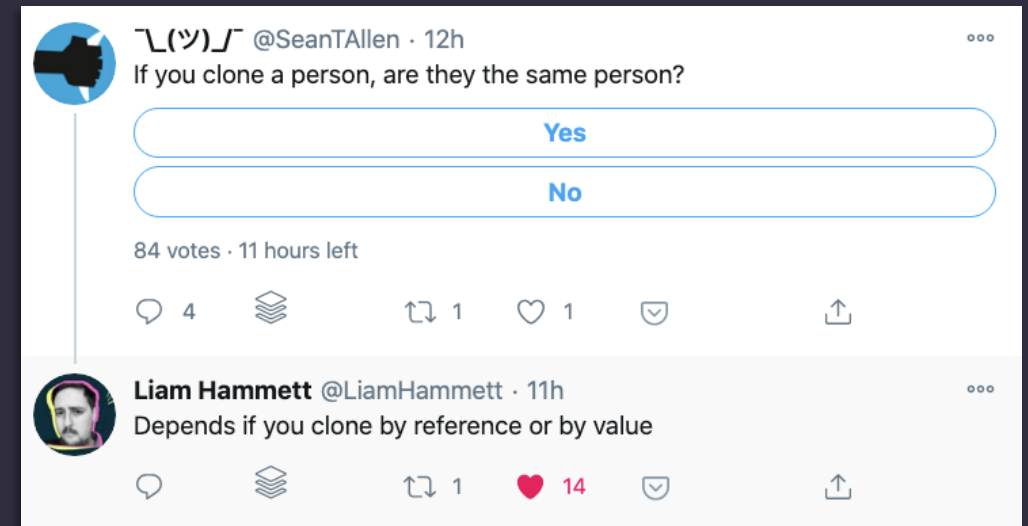 ¯\_(ツ)_/¯ @SeanTAllen · 12h
If you clone a person, are they the same person?
Yes
No
84 votes · 11 hours left
4 1 1
Liam Hammett @LiamHammett · 11h
Depends if you clone by reference or by value
1 14